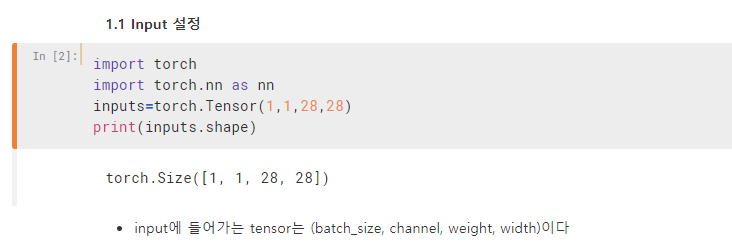 1.1 Input 설정
In [2]:
import torch
import torch.nn as nn
inputs=torch.Tensor(1,1,28,28)
print(inputs.shape)
torch.Size([1, 1, 28, 28])
• input에 들어가는 tensor는 (batch_size, channel, weight, width)이다